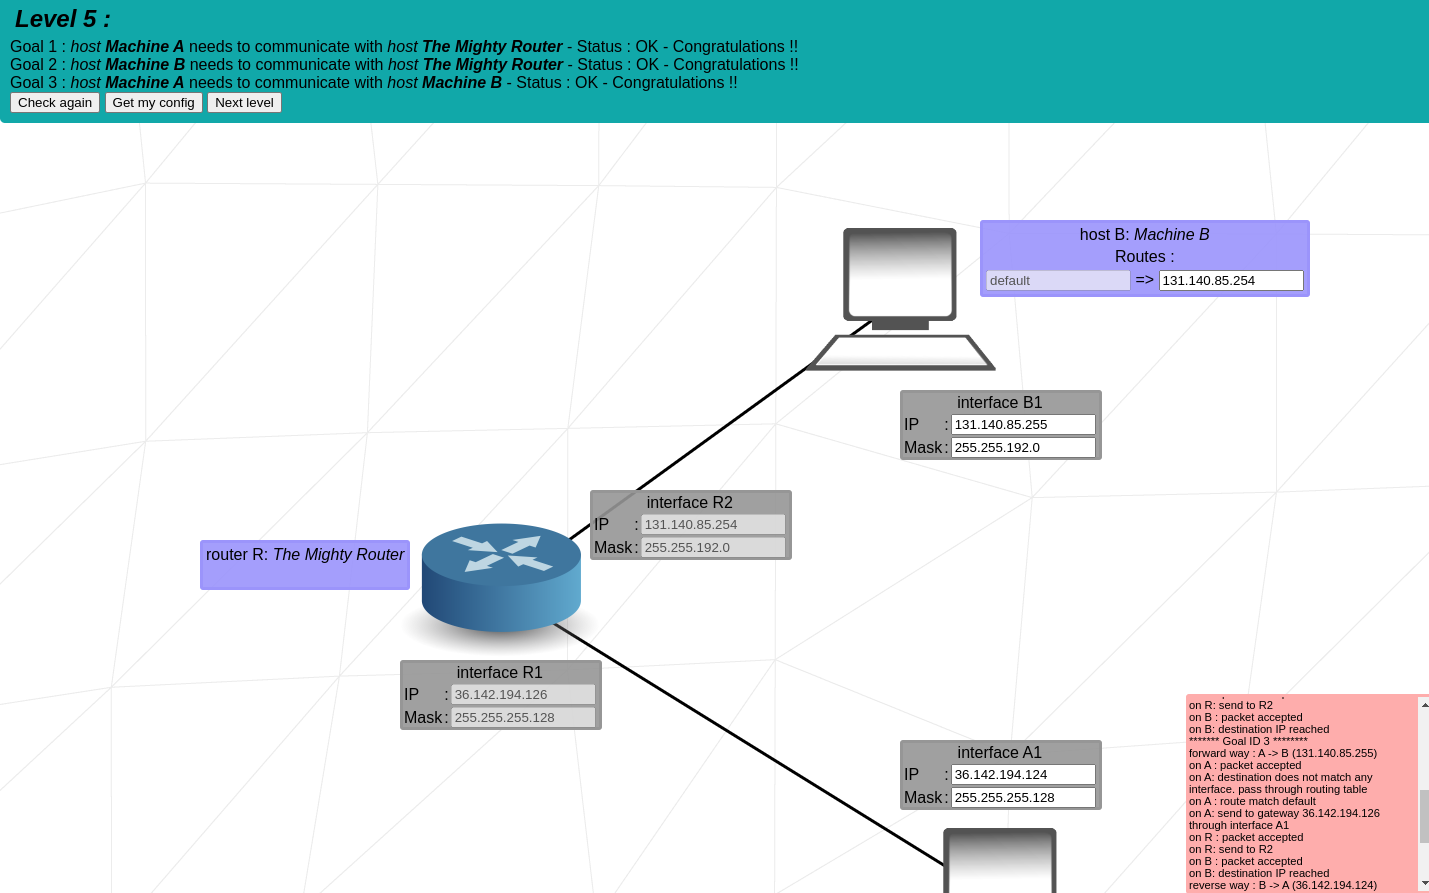 Level 5 :
Goal 1 : host Machine A needs to communicate with host The Mighty Router - Status : OK - Congratulations !!
Goal 2 : host Machine B needs to communicate with host The Mighty Router - Status : OK - Congratulations !!
Goal 3 : host Machine A needs to communicate with host Machine B - Status : OK - Congratulations !!
Check again Get my config Next level
host B: Machine B
Routes :
default => 131.140.85.254
interface B1
IP : 131.140.85.255
Mask : 255.255.192.0
interface R2
IP : 131.140.85.254
Mask : 255.255.192.0
router R: The Mighty Router
interface R1
IP : 36.142.194.126
Mask : 255.255.255.128
interface A1
IP : 36.142.194.124
Mask : 255.255.255.128
on R: send to R2
on B : packet accepted
on B: destination IP reached
******* Goal ID 3 ********
forward way : A -> B (131.140.85.255)
on A : packet accepted
on A: destination does not match any
interface. pass through routing table
on A : route match default
on A: send to gateway 36.142.194.126
through interface A1
on R : packet accepted
on R: send to R2
on B : packet accepted
on B: destination IP reached
reverse way : B -> A (36.142.194.124)